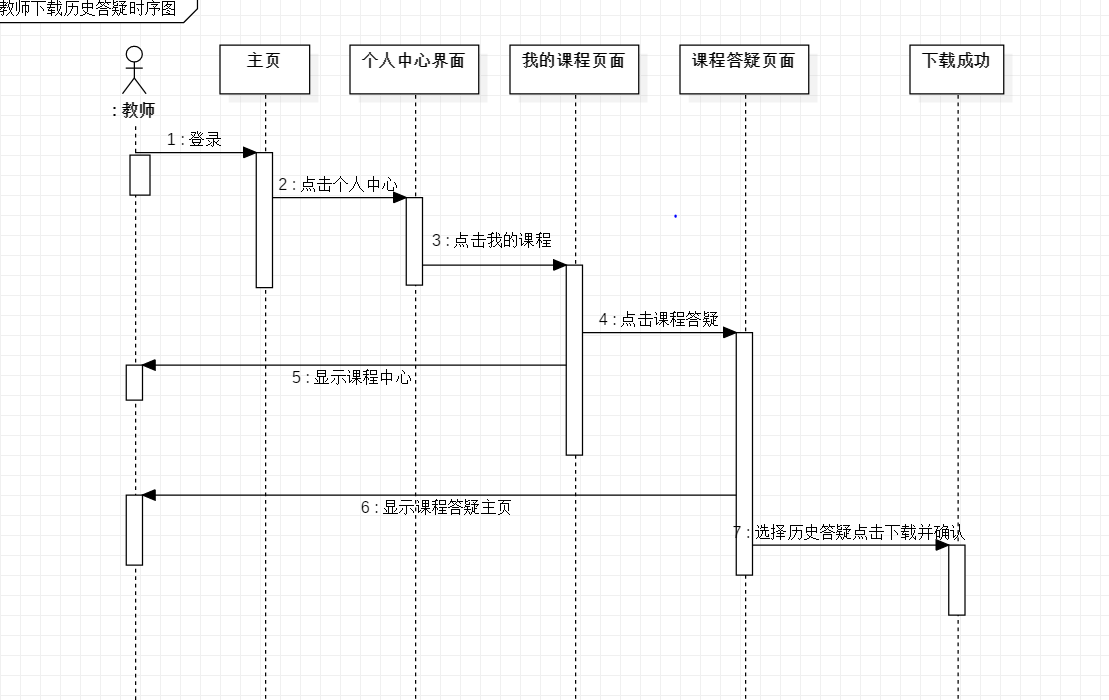 教师下载历史答疑时序图
主页
个人中心界面
我的课程页面
课程答疑页面
下载成功
: 教师
1 : 登录
2 : 点击个人中心
3 : 点击我的课程
4 : 点击课程答疑
5 : 显示课程中心
6 : 显示课程答疑主页
7 : 选择历史答疑点击下载并确认